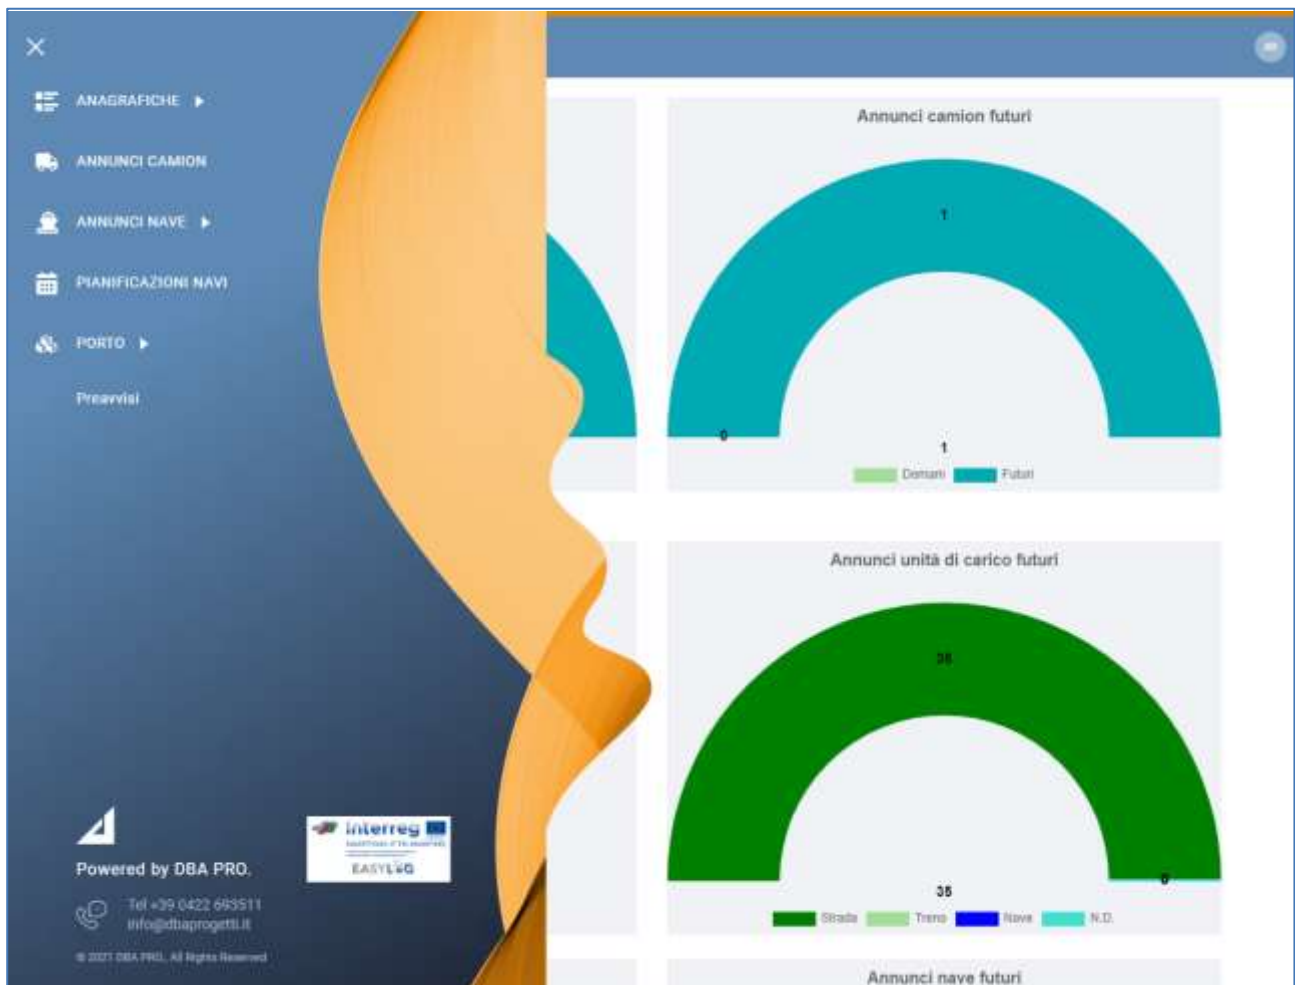 ANAGRAFICHE
ANNUNCI CAMION
ANNUNCI NAVE
PIANIFICAZIONI NAVI
PORTO
Preavvisi
Powered by DBA PRO.
Tel +39 0422 693511
info@dbaprogetti.it
© 2021 DBA PRO. All Rights Reserved
interreg
EASYLOG
Annunci camion futuri
1
0
1
Domani Futuri
Annunci unità di carico futuri
35
0
35
Strada Treno Nave N.D.
Annunci nave futuri